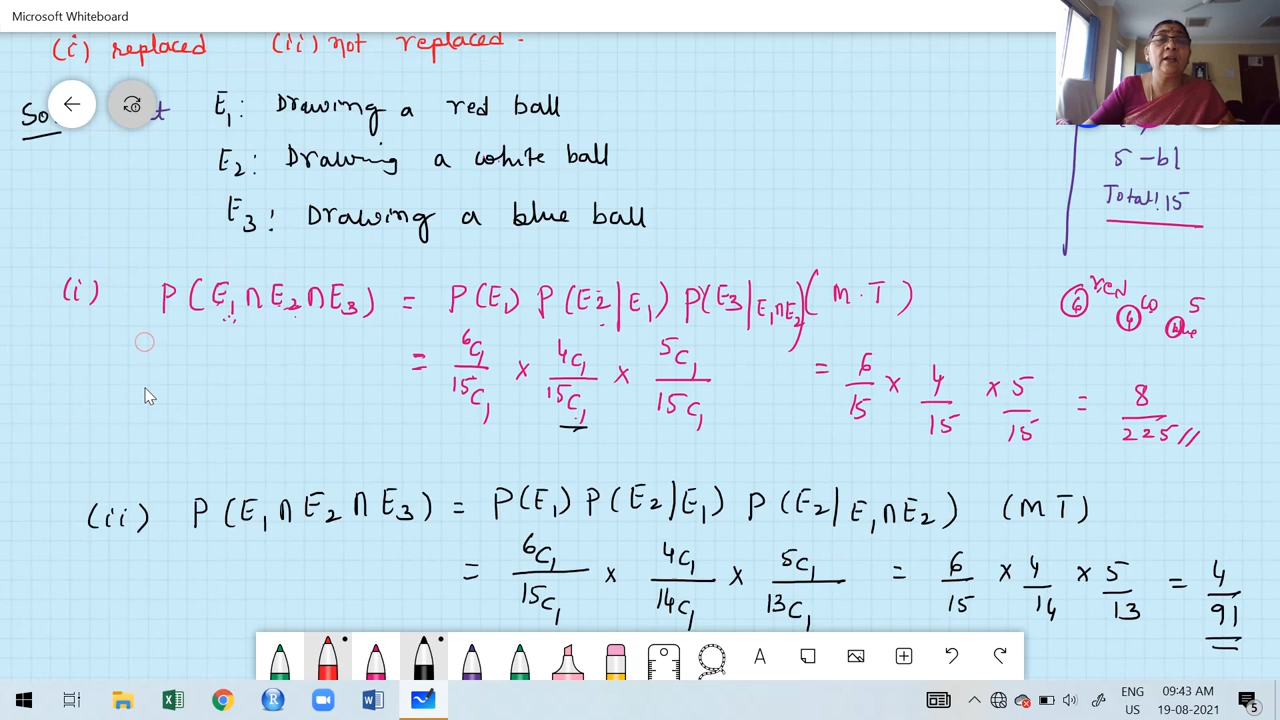 Microsoft Whiteboard
(i) replaced (ii) not replaced.
E₁: Drawing a red ball
E₂: Drawing a white ball
E₃: Drawing a blue ball
5 - bl
Total: 15
(i) P(E₁∩E₂∩E₃) = P(E₁) P(E₂|E₁) P(E₃|E₁∩E₂) (M.T)
6 red 4 w 5
= 6C₁/15C₁ × 4C₁/15C₁ × 5C₁/15C₁ = 6/15 × 4/15 × 5/15 = 8/225//
(ii) P(E₁∩E₂∩E₃) = P(E₁) P(E₂|E₁) P(E₂|E₁∩E₂) (MT)
= 6C₁/15C₁ × 4C₁/14C₁ × 5C₁/13C₁ = 6/15 × 4/14 × 5/13 = 4/91
A
ENG
US
09:43 AM
19-08-2021
5